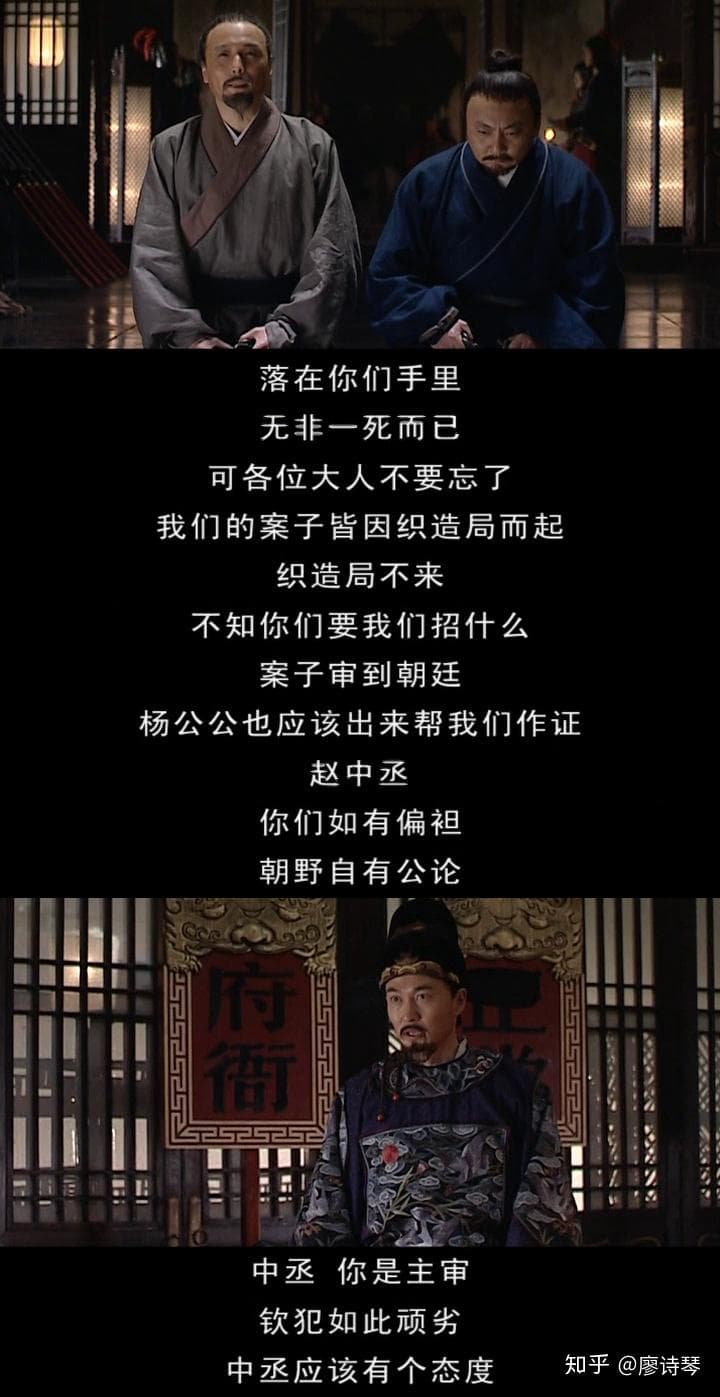 落在你们手里
无非一死而已
可各位大人不要忘了
我们的案子皆因织造局而起
织造局不来
不知你们要我们招什么
案子审到朝廷
杨公公也应该出来帮我们作证
赵中丞
你们如有偏袒
朝野自有公论
府衙
中丞 你是主审
钦犯如此顽劣
中丞应该有个态度
知乎 @廖诗琴